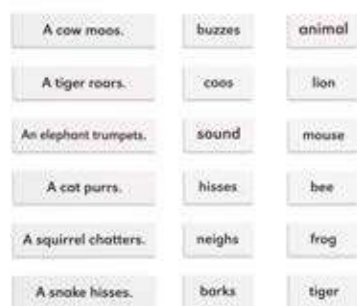 A cow moos. buzzes animal
A tiger roars. coos lion
An elephant trumpets. sound mouse
A cat purrs. hisses bee
A squirrel chatters. neighs frog
A snake hisses. barks tiger